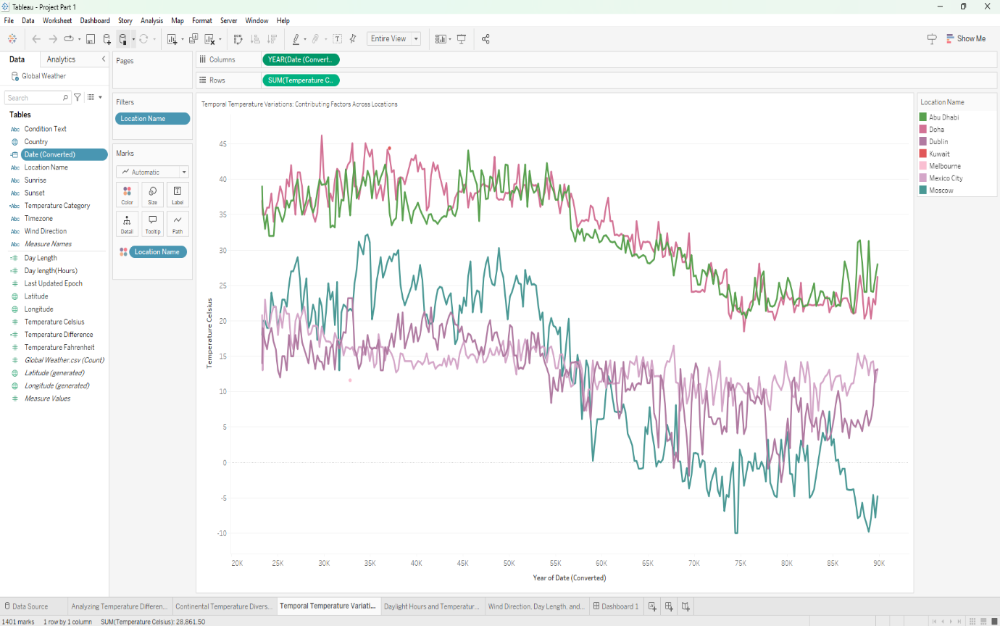 Tableau - Project Part 1
File Data Worksheet Dashboard Story Analysis Map Format Server Window Help
Entire View
Show Me
Data Analytics
Global Weather
Search
Tables
Abc Condition Text
Country
Date (Converted)
Abc Location Name
Abc Sunrise
Abc Sunset
Abc Temperature Category
Abc Timezone
Abc Wind Direction
Abc Measure Names
Day Length
Day length(Hours)
Last Updated Epoch
Latitude
Longitude
Temperature Celsius
Temperature Difference
Temperature Fahrenheit
Global Weather.csv (Count)
Latitude (generated)
Longitude (generated)
Measure Values
Pages
Filters
Location Name
Marks
Automatic
Color Size Label
Detail Tooltip Path
Location Name
Columns YEAR(Date (Convert..
Rows SUM(Temperature C..
Temporal Temperature Variations: Contributing Factors Across Locations
Temperature Celsius
45
40
35
30
25
20
15
10
5
0
-5
-10
20K 25K 30K 35K 40K 45K 50K 55K 60K 65K 70K 75K 80K 85K 90K
Year of Date (Converted)
Location Name
Abu Dhabi
Doha
Dublin
Kuwait
Melbourne
Mexico City
Moscow
Data Source Analyzing Temperature Differen... Continental Temperature Divers... Temporal Temperature Variati... Daylight Hours and Temperatur... Wind Direction, Day Length, and... Dashboard 1
1401 marks 1 row by 1 column SUM(Temperature Celsius): 28,861.50